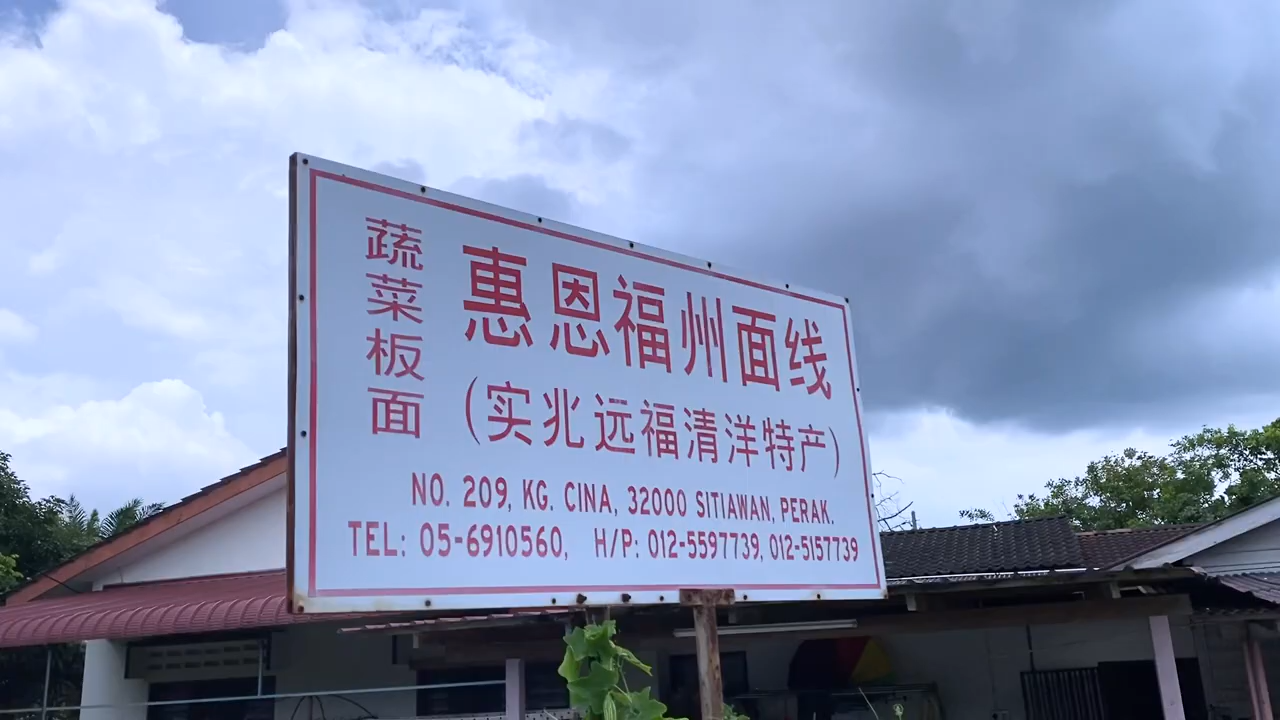 蔬菜板面
惠恩福州面线
(实兆远福清洋特产)
NO. 209, KG. CINA, 32000 SITIAWAN, PERAK.
TEL: 05-6910560, H/P: 012-5597739, 012-5157739